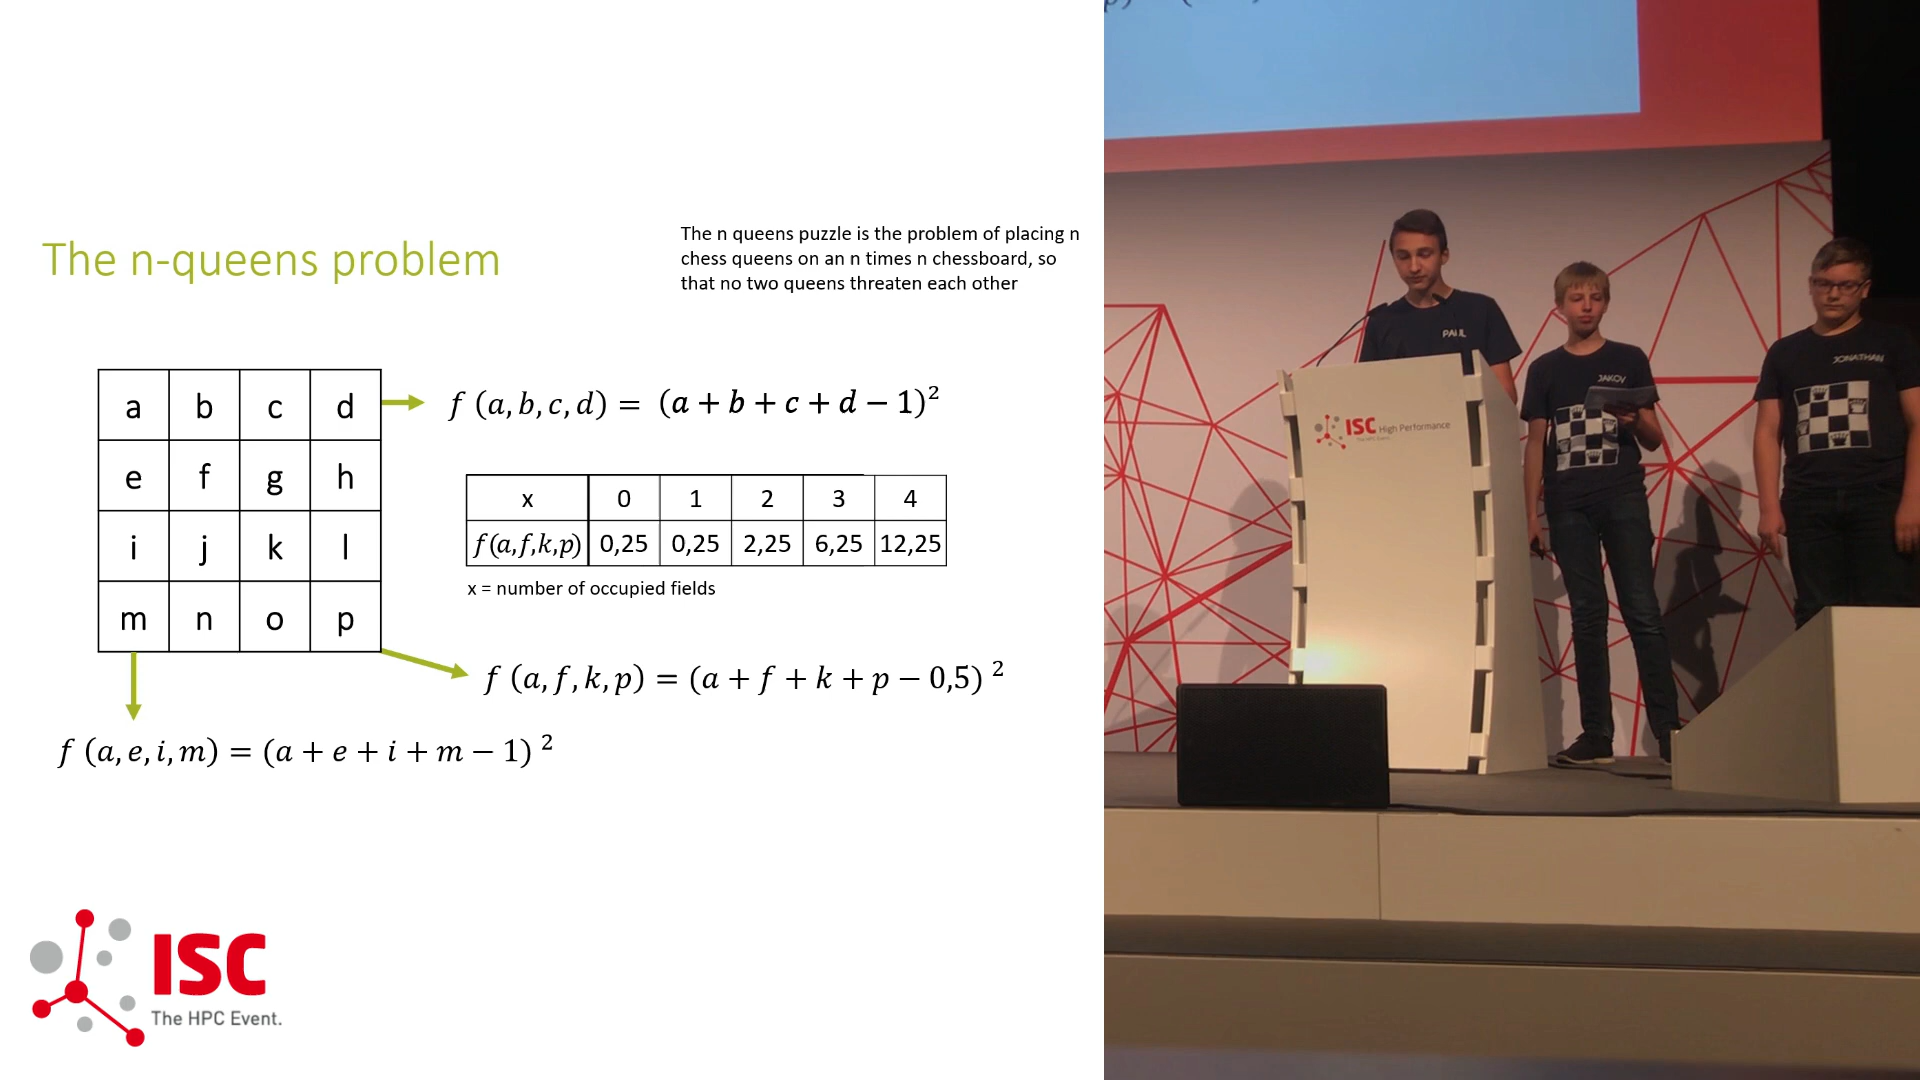 The n-queens problem
The n queens puzzle is the problem of placing n
chess queens on an n times n chessboard, so
that no two queens threaten each other
a b c d
e f g h
i j k l
m n o p
f (a, b, c, d) = (a + b + c + d − 1)²
x 0 1 2 3 4
f(a,f,k,p) 0,25 0,25 2,25 6,25 12,25
x = number of occupied fields
f (a, f, k, p) = (a + f + k + p − 0,5) ²
f (a, e, i, m) = (a + e + i + m − 1) ²
ISC
The HPC Event.
PAUL
JAKOV
JONATHAN
ISC High Performance
The HPC Event.